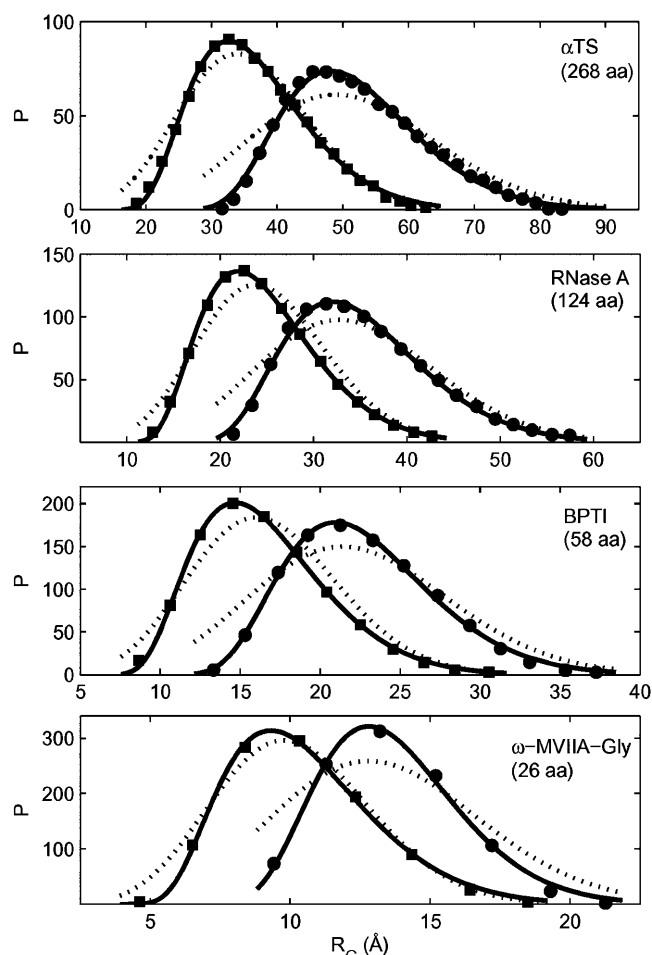 100
αTS
(268 aa)
P
50
0
10 20 30 40 50 60 70 80 90
150
RNase A
(124 aa)
100
P
50
10 20 30 40 50 60
200
BPTI
(58 aa)
150
P
100
50
0
5 10 15 20 25 30 35 40
300
ω−MVIIA−Gly
(26 aa)
P
200
100
5 10 15 20
R_G (Å)